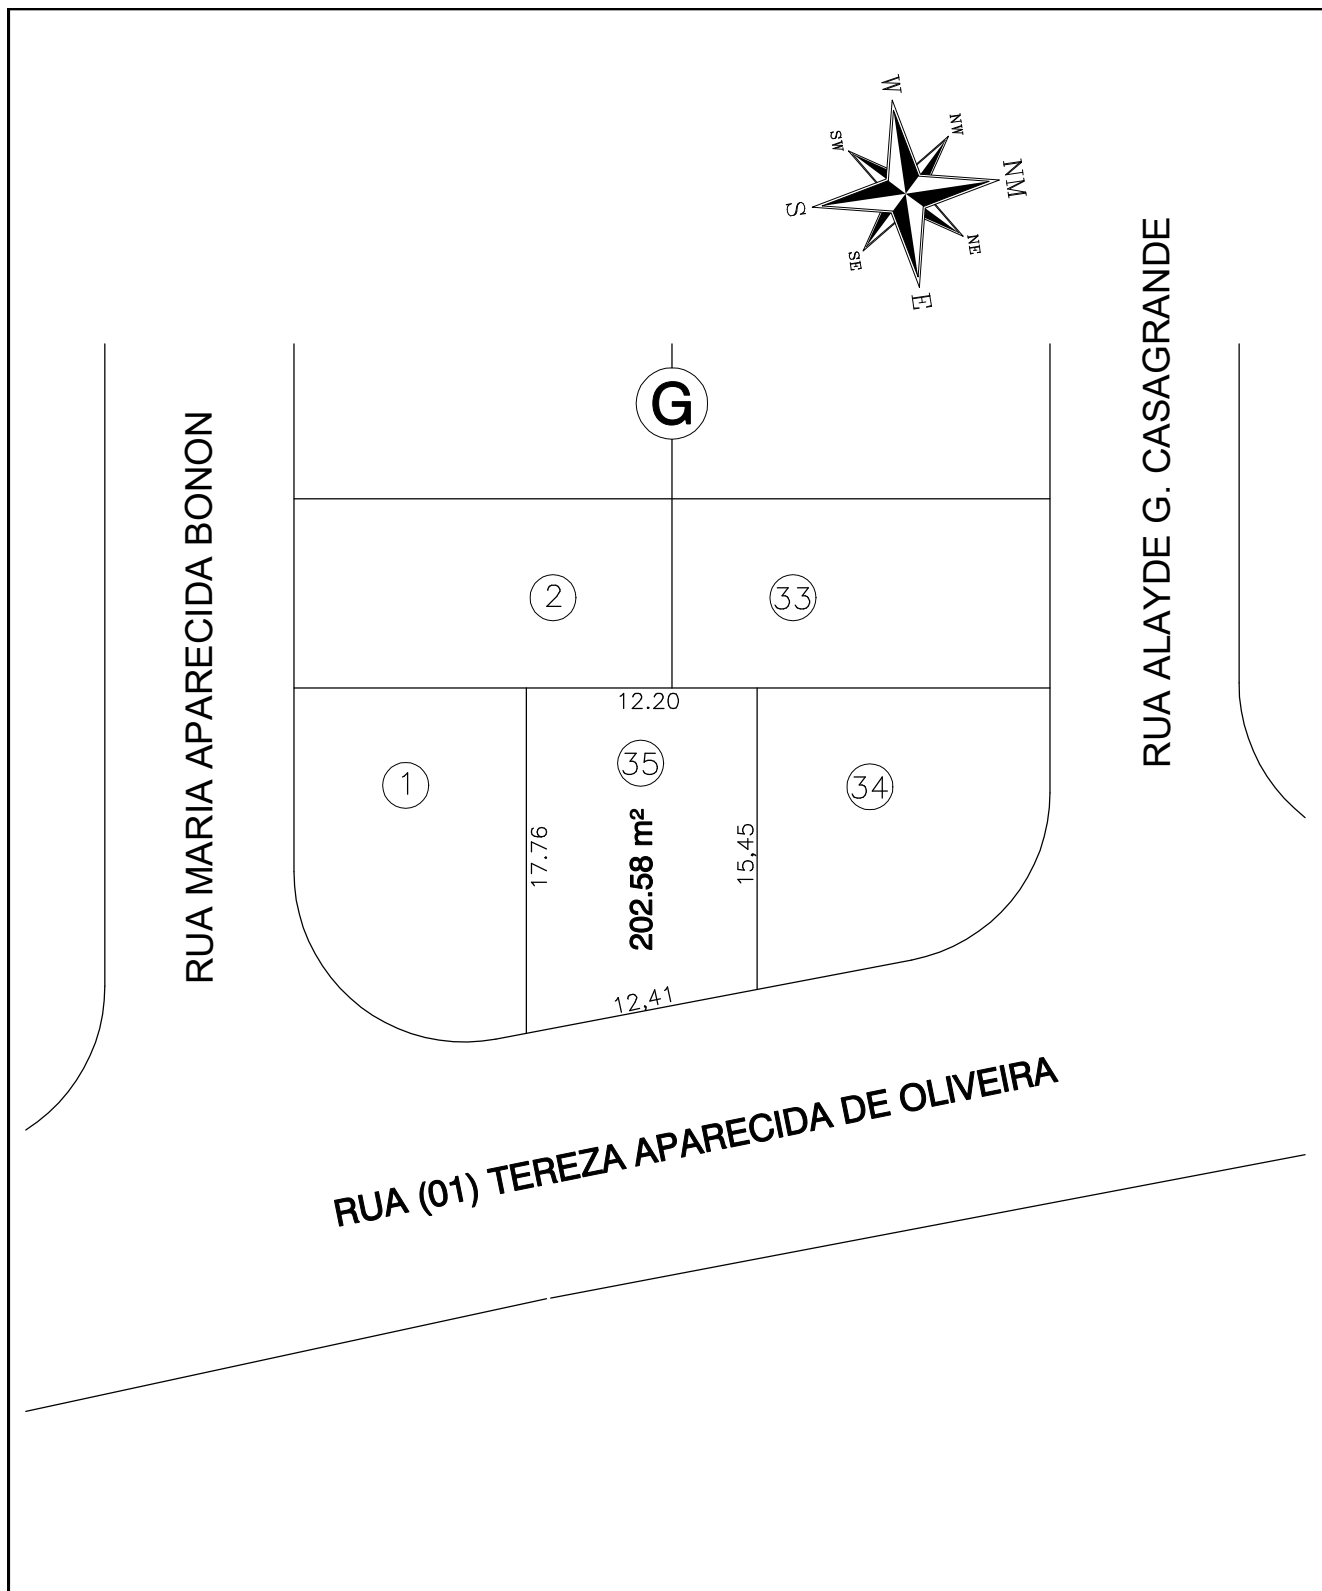 W
NW
SW
NM
S
NE
SE
E
RUA ALAYDE G. CASAGRANDE
G
RUA MARIA APARECIDA BONON
2
33
12.20
35
1
34
17.76
202.58 m²
15,45
12,41
RUA (01) TEREZA APARECIDA DE OLIVEIRA